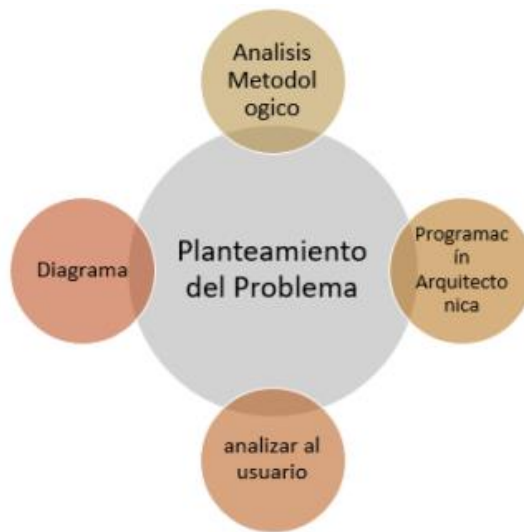 Analisis
Metodol
ogico
Planteamiento
del Problema
Diagrama
Programac
ín
Arquitecto
nica
analizar al
usuario